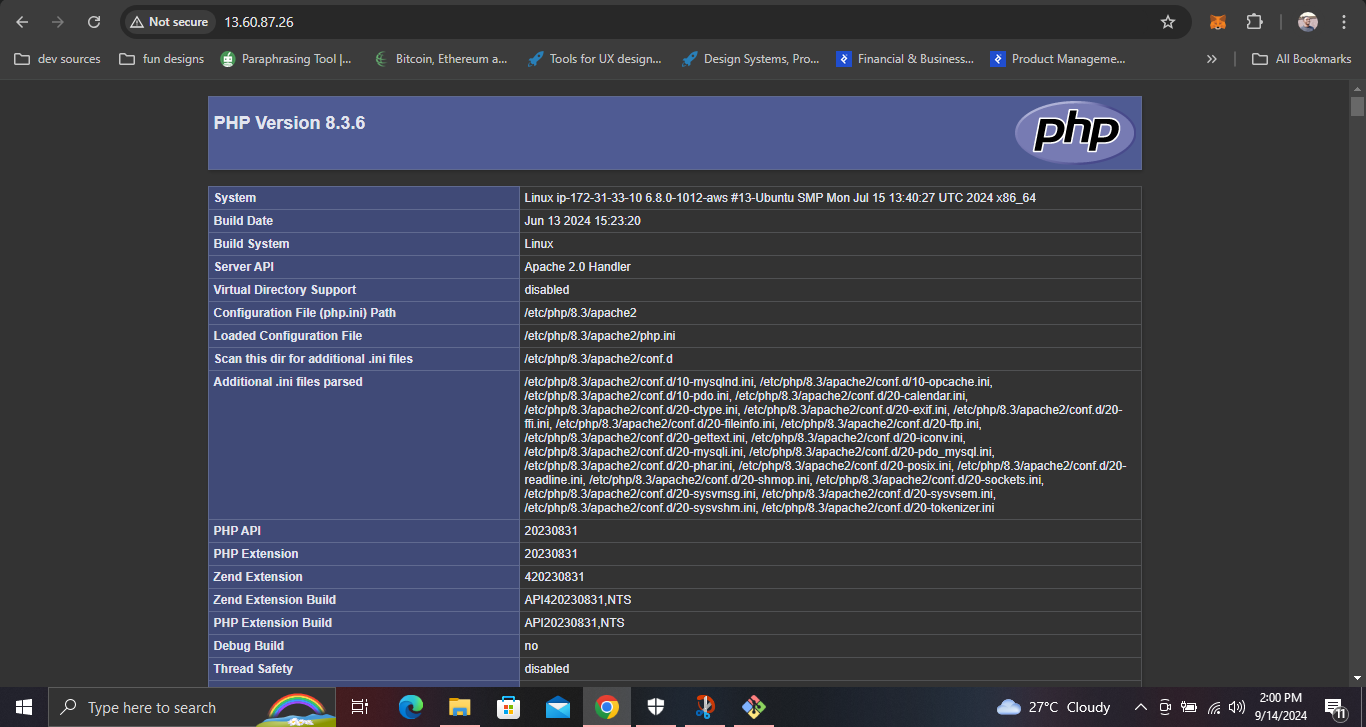 Not secure
13.60.87.26
dev sources
fun designs
Paraphrasing Tool |...
Bitcoin, Ethereum a...
Tools for UX design...
Design Systems, Pro...
Financial & Business...
Product Manageme...
All Bookmarks
PHP Version 8.3.6
php
System
Linux ip-172-31-33-10 6.8.0-1012-aws #13-Ubuntu SMP Mon Jul 15 13:40:27 UTC 2024 x86_64
Build Date
Jun 13 2024 15:23:20
Build System
Linux
Server API
Apache 2.0 Handler
Virtual Directory Support
disabled
Configuration File (php.ini) Path
/etc/php/8.3/apache2
Loaded Configuration File
/etc/php/8.3/apache2/php.ini
Scan this dir for additional .ini files
/etc/php/8.3/apache2/conf.d
Additional .ini files parsed
/etc/php/8.3/apache2/conf.d/10-mysqlnd.ini, /etc/php/8.3/apache2/conf.d/10-opcache.ini,
/etc/php/8.3/apache2/conf.d/10-pdo.ini, /etc/php/8.3/apache2/conf.d/20-calendar.ini,
/etc/php/8.3/apache2/conf.d/20-ctype.ini, /etc/php/8.3/apache2/conf.d/20-exif.ini, /etc/php/8.3/apache2/conf.d/20-
ffi.ini, /etc/php/8.3/apache2/conf.d/20-fileinfo.ini, /etc/php/8.3/apache2/conf.d/20-ftp.ini,
/etc/php/8.3/apache2/conf.d/20-gettext.ini, /etc/php/8.3/apache2/conf.d/20-iconv.ini,
/etc/php/8.3/apache2/conf.d/20-mysqli.ini, /etc/php/8.3/apache2/conf.d/20-pdo_mysql.ini,
/etc/php/8.3/apache2/conf.d/20-phar.ini, /etc/php/8.3/apache2/conf.d/20-posix.ini, /etc/php/8.3/apache2/conf.d/20-
readline.ini, /etc/php/8.3/apache2/conf.d/20-shmop.ini, /etc/php/8.3/apache2/conf.d/20-sockets.ini,
/etc/php/8.3/apache2/conf.d/20-sysvmsg.ini, /etc/php/8.3/apache2/conf.d/20-sysvsem.ini,
/etc/php/8.3/apache2/conf.d/20-sysvshm.ini, /etc/php/8.3/apache2/conf.d/20-tokenizer.ini
PHP API
20230831
PHP Extension
20230831
Zend Extension
420230831
Zend Extension Build
API420230831,NTS
PHP Extension Build
API20230831,NTS
Debug Build
no
Thread Safety
disabled
Type here to search
27°C Cloudy
2:00 PM
9/14/2024
11